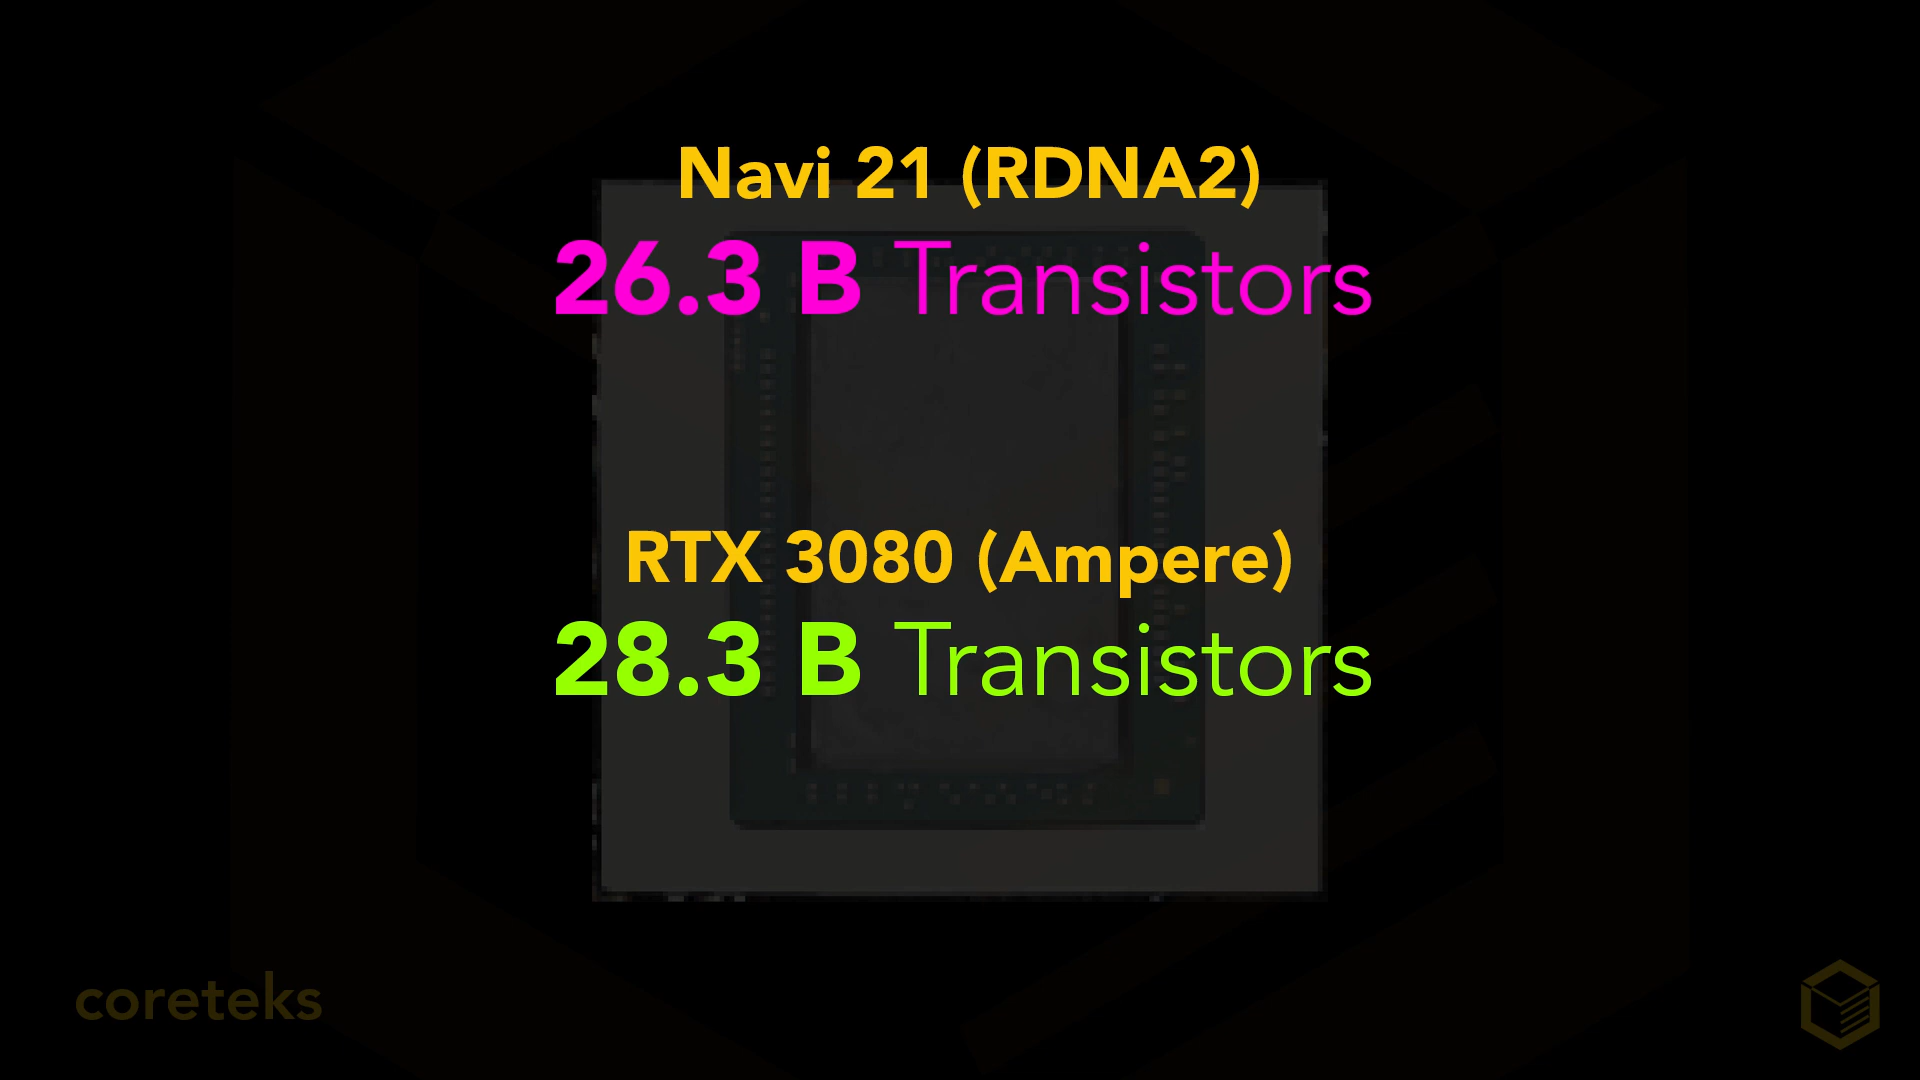 Navi 21 (RDNA2)
26.3 B Transistors
RTX 3080 (Ampere)
28.3 B Transistors
coreteks